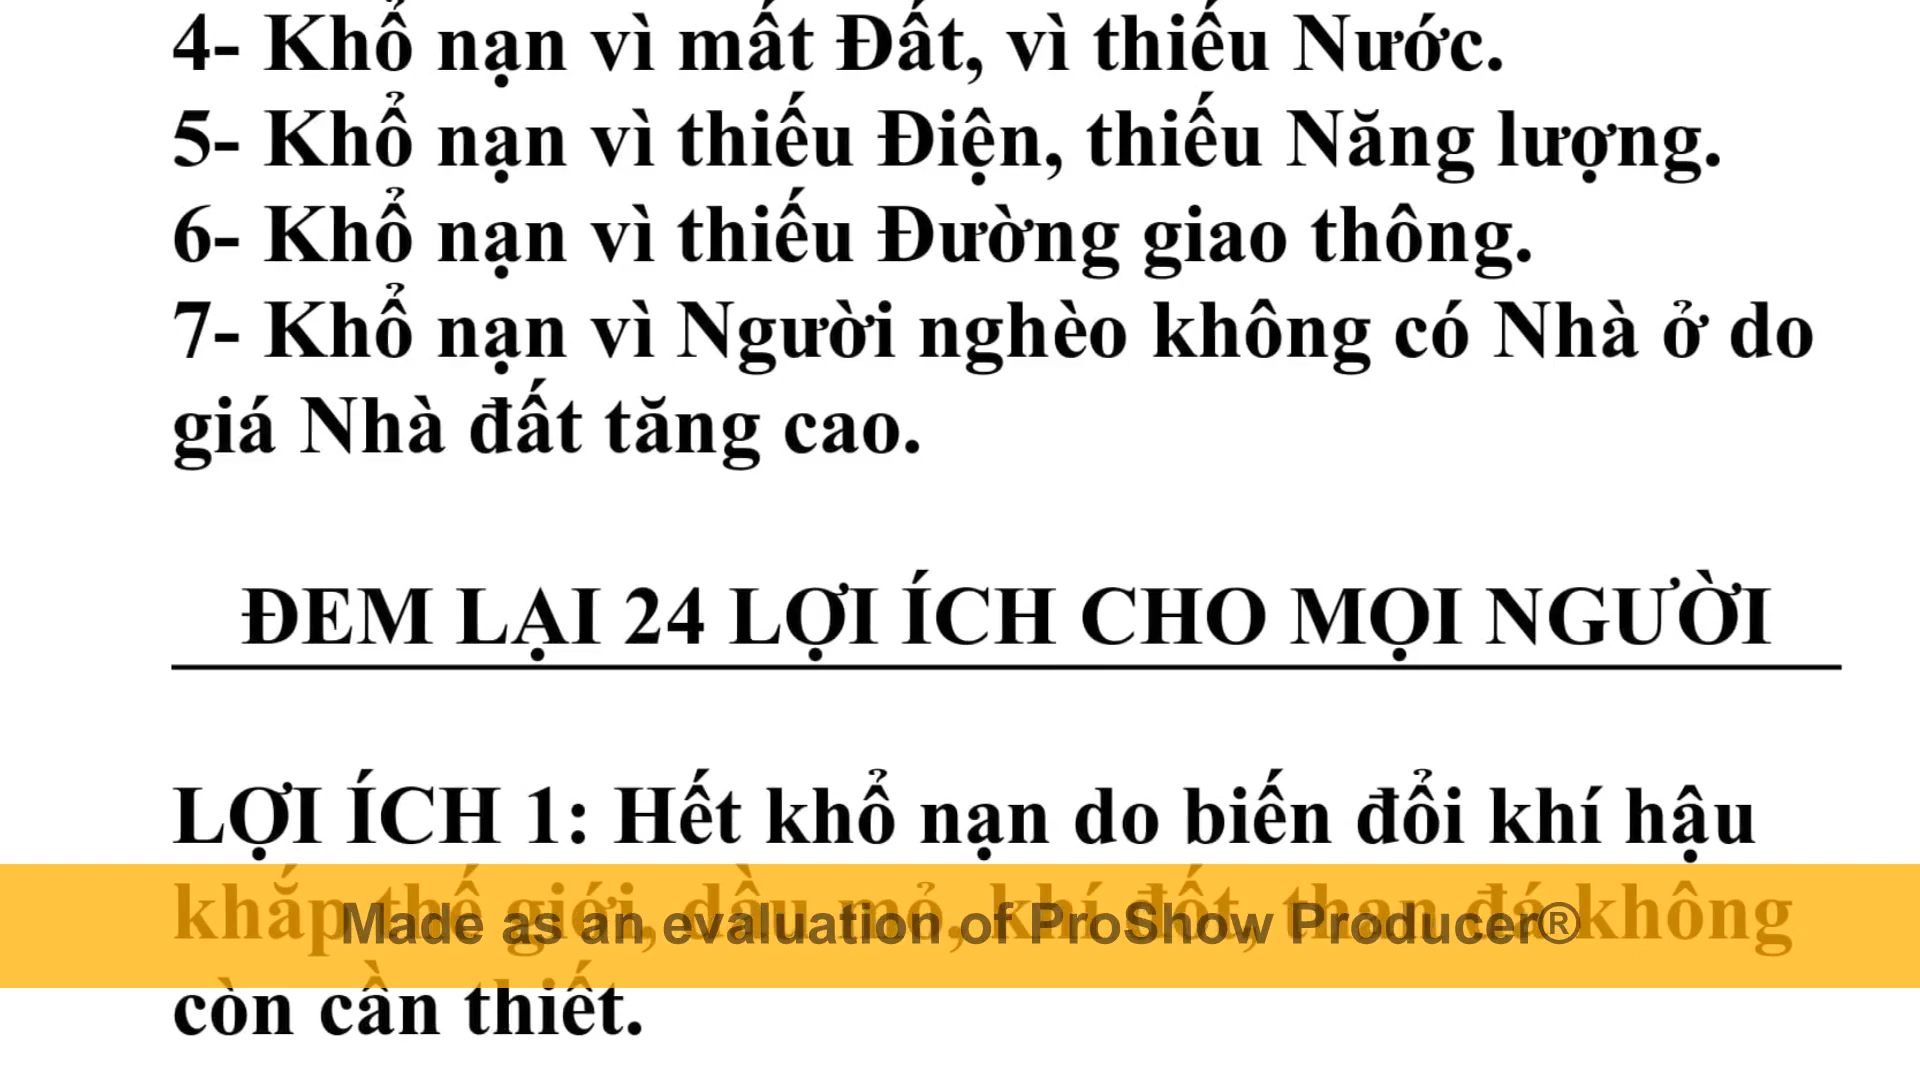 4- Khổ nạn vì mất Đất, vì thiếu Nước.
5- Khổ nạn vì thiếu Điện, thiếu Năng lượng.
6- Khổ nạn vì thiếu Đường giao thông.
7- Khổ nạn vì Người nghèo không có Nhà ở do
giá Nhà đất tăng cao.
ĐEM LẠI 24 LỢI ÍCH CHO MỌI NGƯỜI
LỢI ÍCH 1: Hết khổ nạn do biến đổi khí hậu
khắp thế giới, dầu mỏ, khí đốt, than đá không
Made as an evaluation of ProShow Producer®
còn cần thiết.